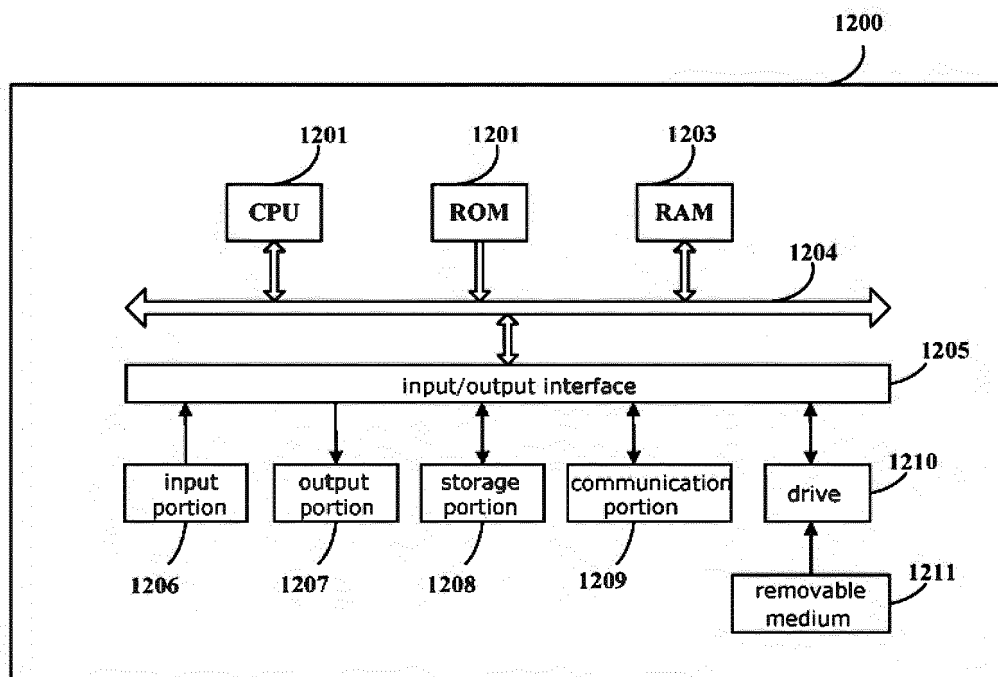 1200
1201 1201 1203
CPU ROM RAM
1204
1205
input/output interface
1210
input
portion
output
portion
storage
portion
communication
portion
drive
1206 1207 1208 1209
1211
removable
medium